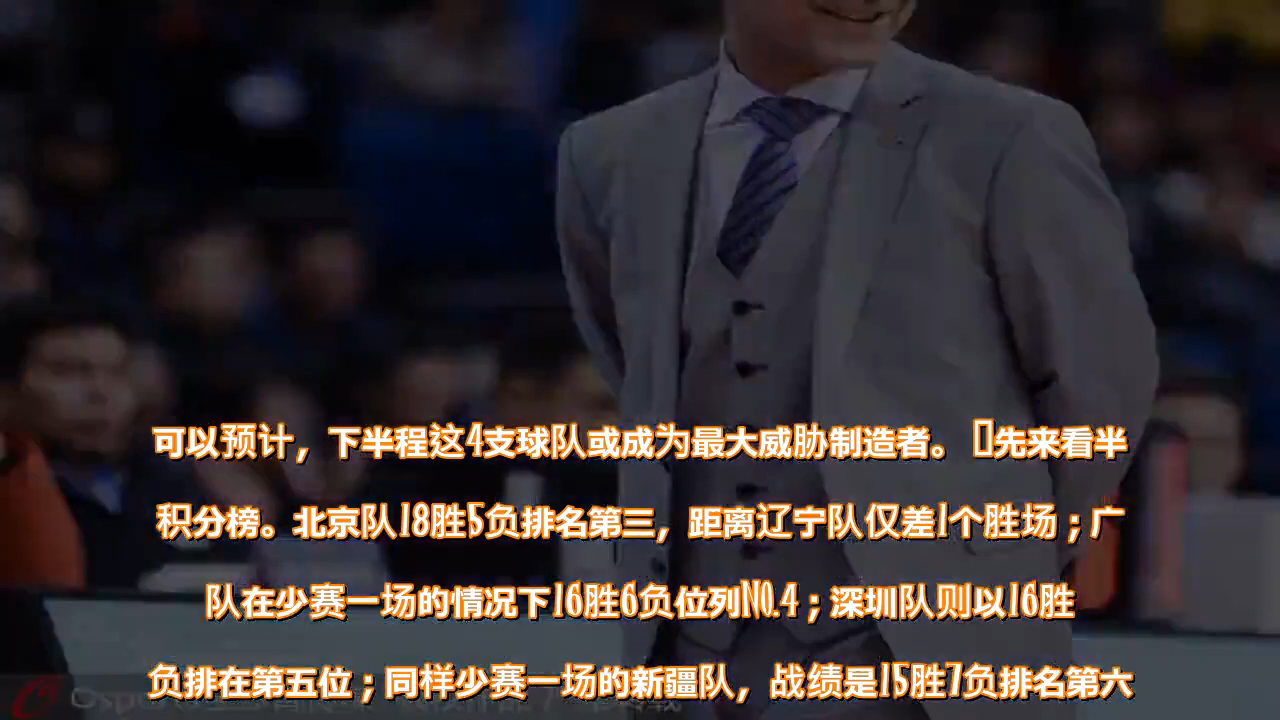 可以预计，下半程这4支球队或成为最大威胁制造者。 先来看半
积分榜。北京队18胜5负排名第三，距离辽宁队仅差1个胜场；广
队在少赛一场的情况下16胜6负位列NO.4；深圳队则以16胜
负排在第五位；同样少赛一场的新疆队，战绩是15胜7负排名第六